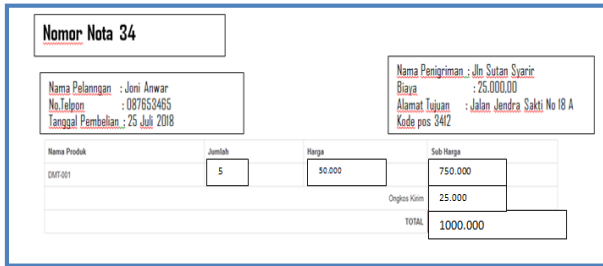 Nomor Nota 34
Nama Pelanngan : Joni Anwar
No.Telpon : 087653465
Tanggal Pembelian : 25 Juli 2018
Nama Penigriman : Jln Sutan Syarir
Biaya : 25.000,00
Alamat Tujuan : Jalan Jendra Sakti No 18 A
Kode pos 3412
Nama Produk Jumlah Harga Sub Harga
DMT-001 5 50.000 750.000
Ongkos Kirim 25.000
TOTAL 1000.000